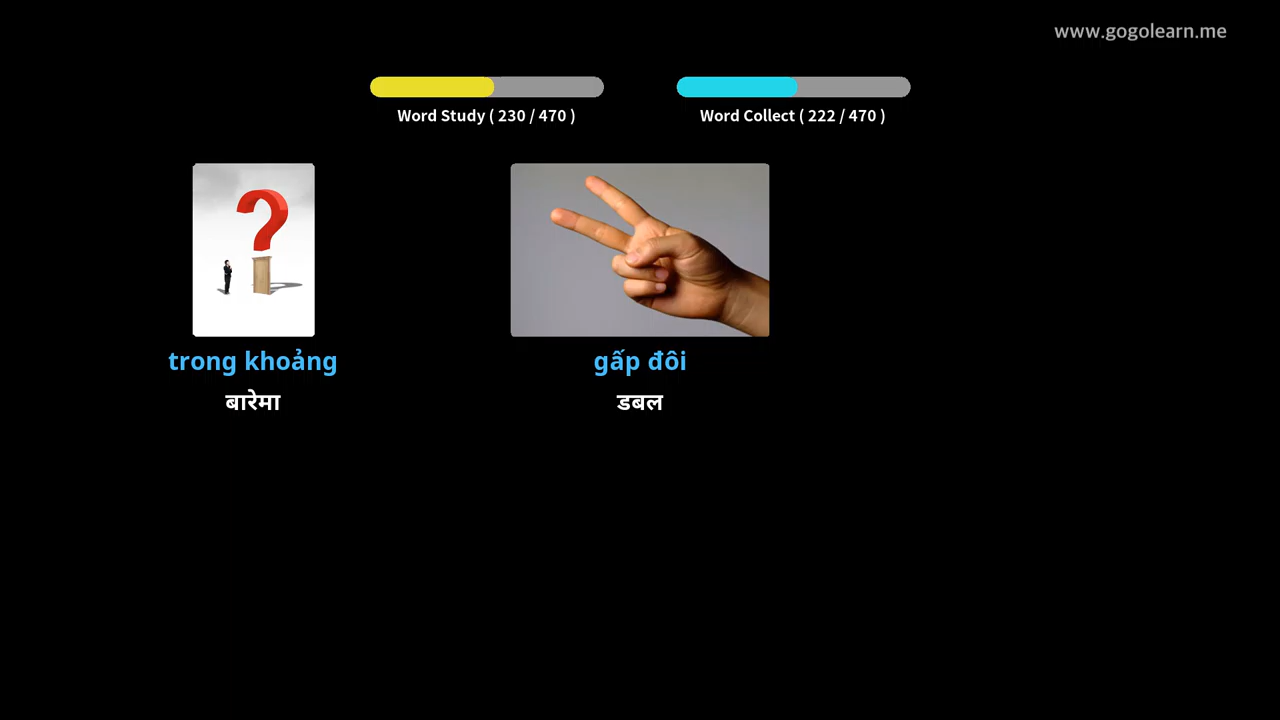 www.gogolearn.me
Word Study ( 230 / 470 )
Word Collect ( 222 / 470 )
trong khoảng
बारेमा
gấp đôi
डबल